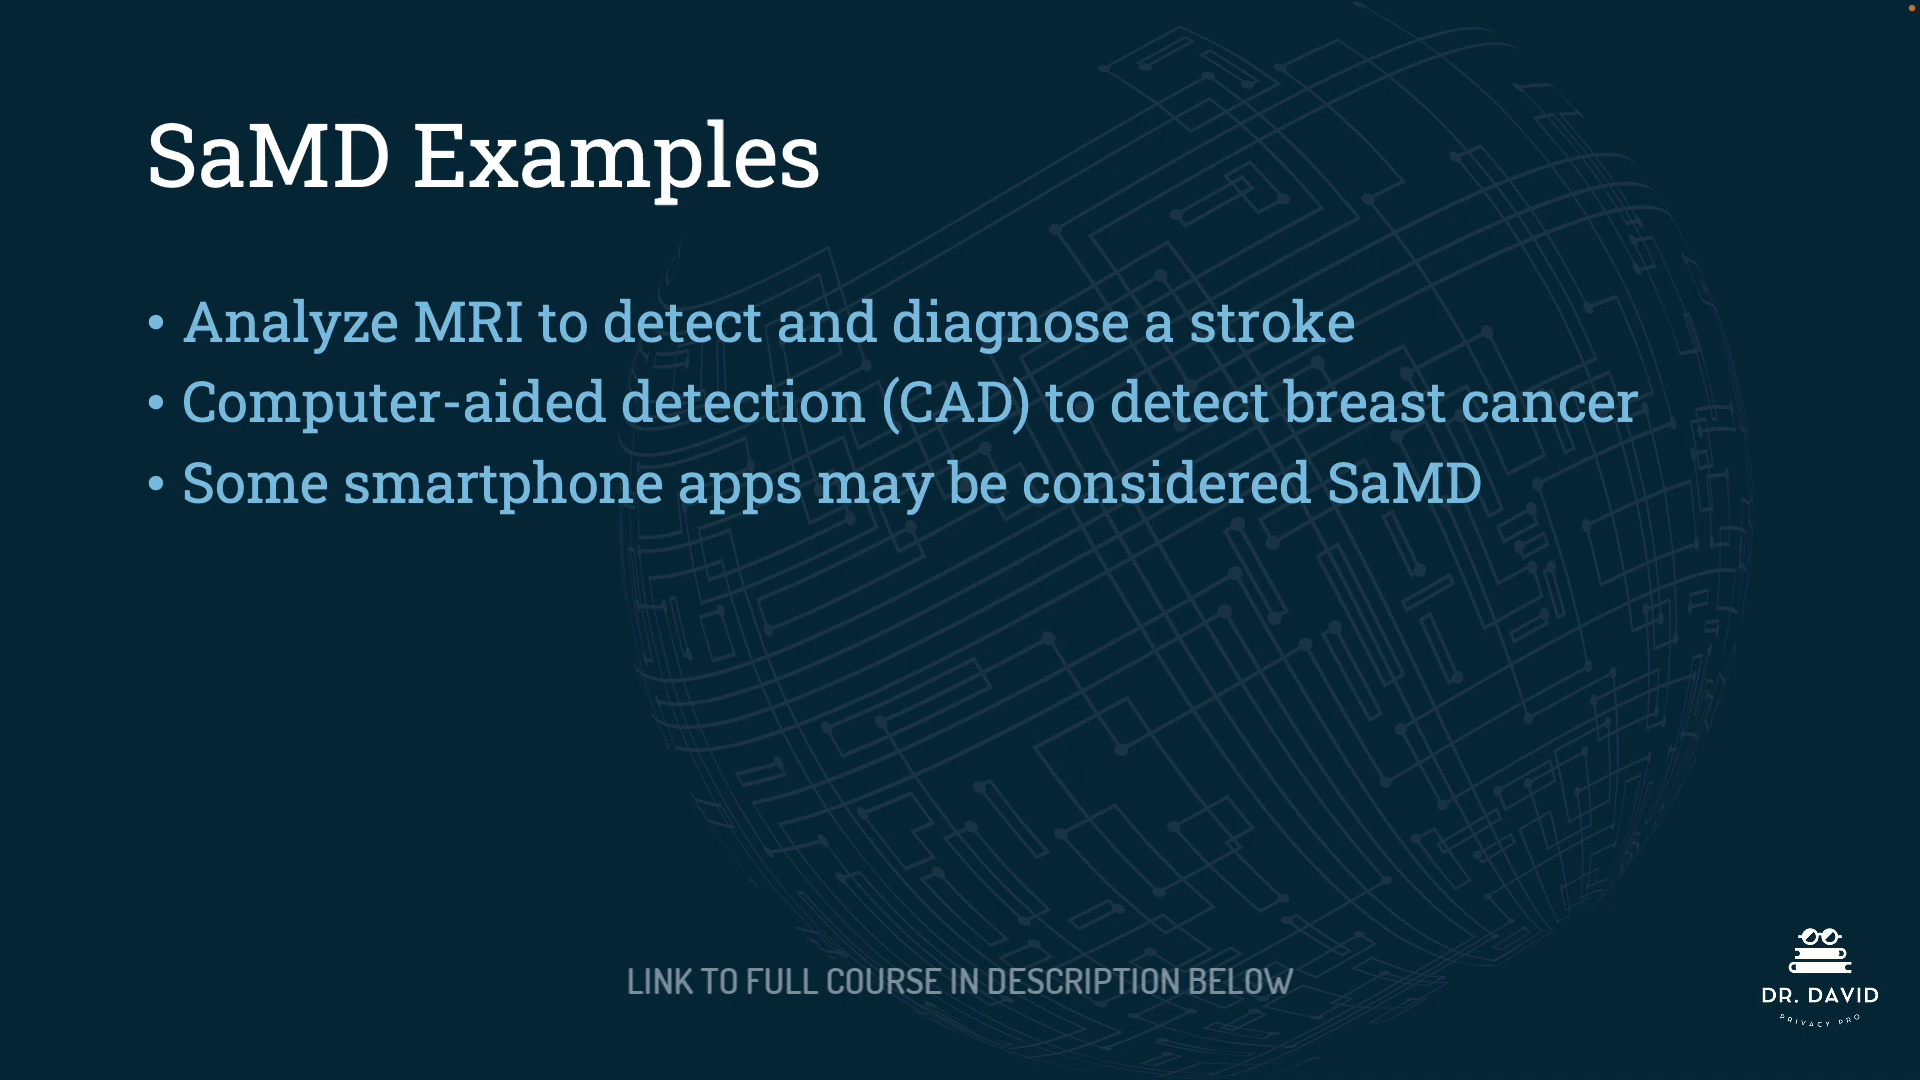 SaMD Examples
• Analyze MRI to detect and diagnose a stroke
• Computer-aided detection (CAD) to detect breast cancer
• Some smartphone apps may be considered SaMD
LINK TO FULL COURSE IN DESCRIPTION BELOW
DR. DAVID
PRIVACY PRO